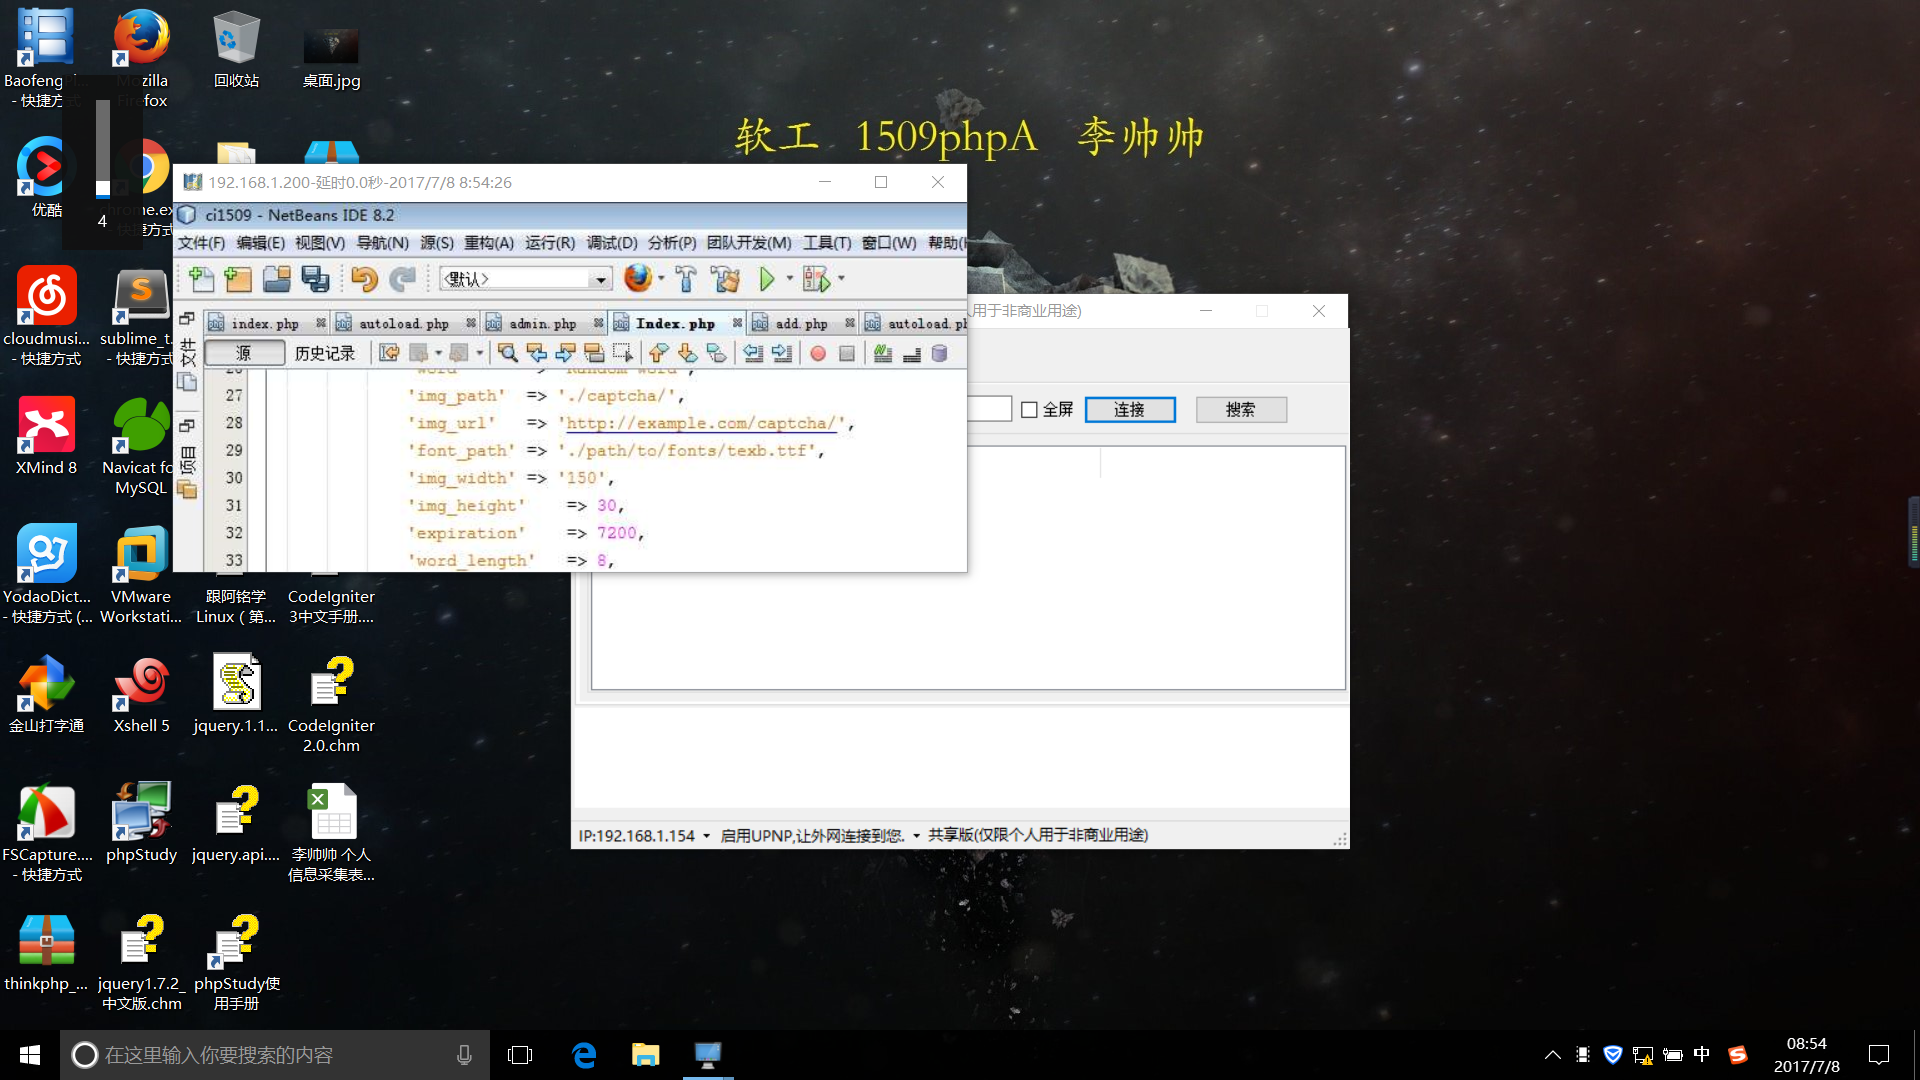 Baofeng
- 快捷方式
Mozilla
Firefox
回收站
桌面.jpg
软工 1509phpA 李帅帅
优酷
4
chrome.ex
快捷方式
cloudmusi...
- 快捷方式
sublime_t...
- 快捷方式
XMind 8
Navicat fo
MySQL
YodaoDict...
- 快捷方式 (...
VMware
Workstati...
跟阿铭学
Linux（第...
CodeIgniter
3中文手册....
金山打字通
Xshell 5
jquery.1.1...
CodeIgniter
2.0.chm
FSCapture....
- 快捷方式
phpStudy
jquery.api....
李帅帅 个人
信息采集表...
thinkphp_...
jquery1.7.2_
中文版.chm
phpStudy使
用手册
192.168.1.200-延时0.0秒-2017/7/8 8:54:26
ci1509 - NetBeans IDE 8.2
文件(F) 编辑(E) 视图(V) 导航(N) 源(S) 重构(A) 运行(R) 调试(D) 分析(P) 团队开发(M) 工具(T) 窗口(W) 帮助(
<默认>
index.php autoload.php admin.php Index.php add.php autoload.ph
文件
项目
源 历史记录
26 'word' => 'Random word',
27 'img_path' => './captcha/',
28 'img_url' => 'http://example.com/captcha/',
29 'font_path' => './path/to/fonts/texb.ttf',
30 'img_width' => '150',
31 'img_height' => 30,
32 'expiration' => 7200,
33 'word_length' => 8,
人用于非商业用途)
全屏 连接 搜索
IP:192.168.1.154 启用UPNP,让外网连接到您. 共享版(仅限个人用于非商业用途)
在这里输入你要搜索的内容
中
08:54
2017/7/8